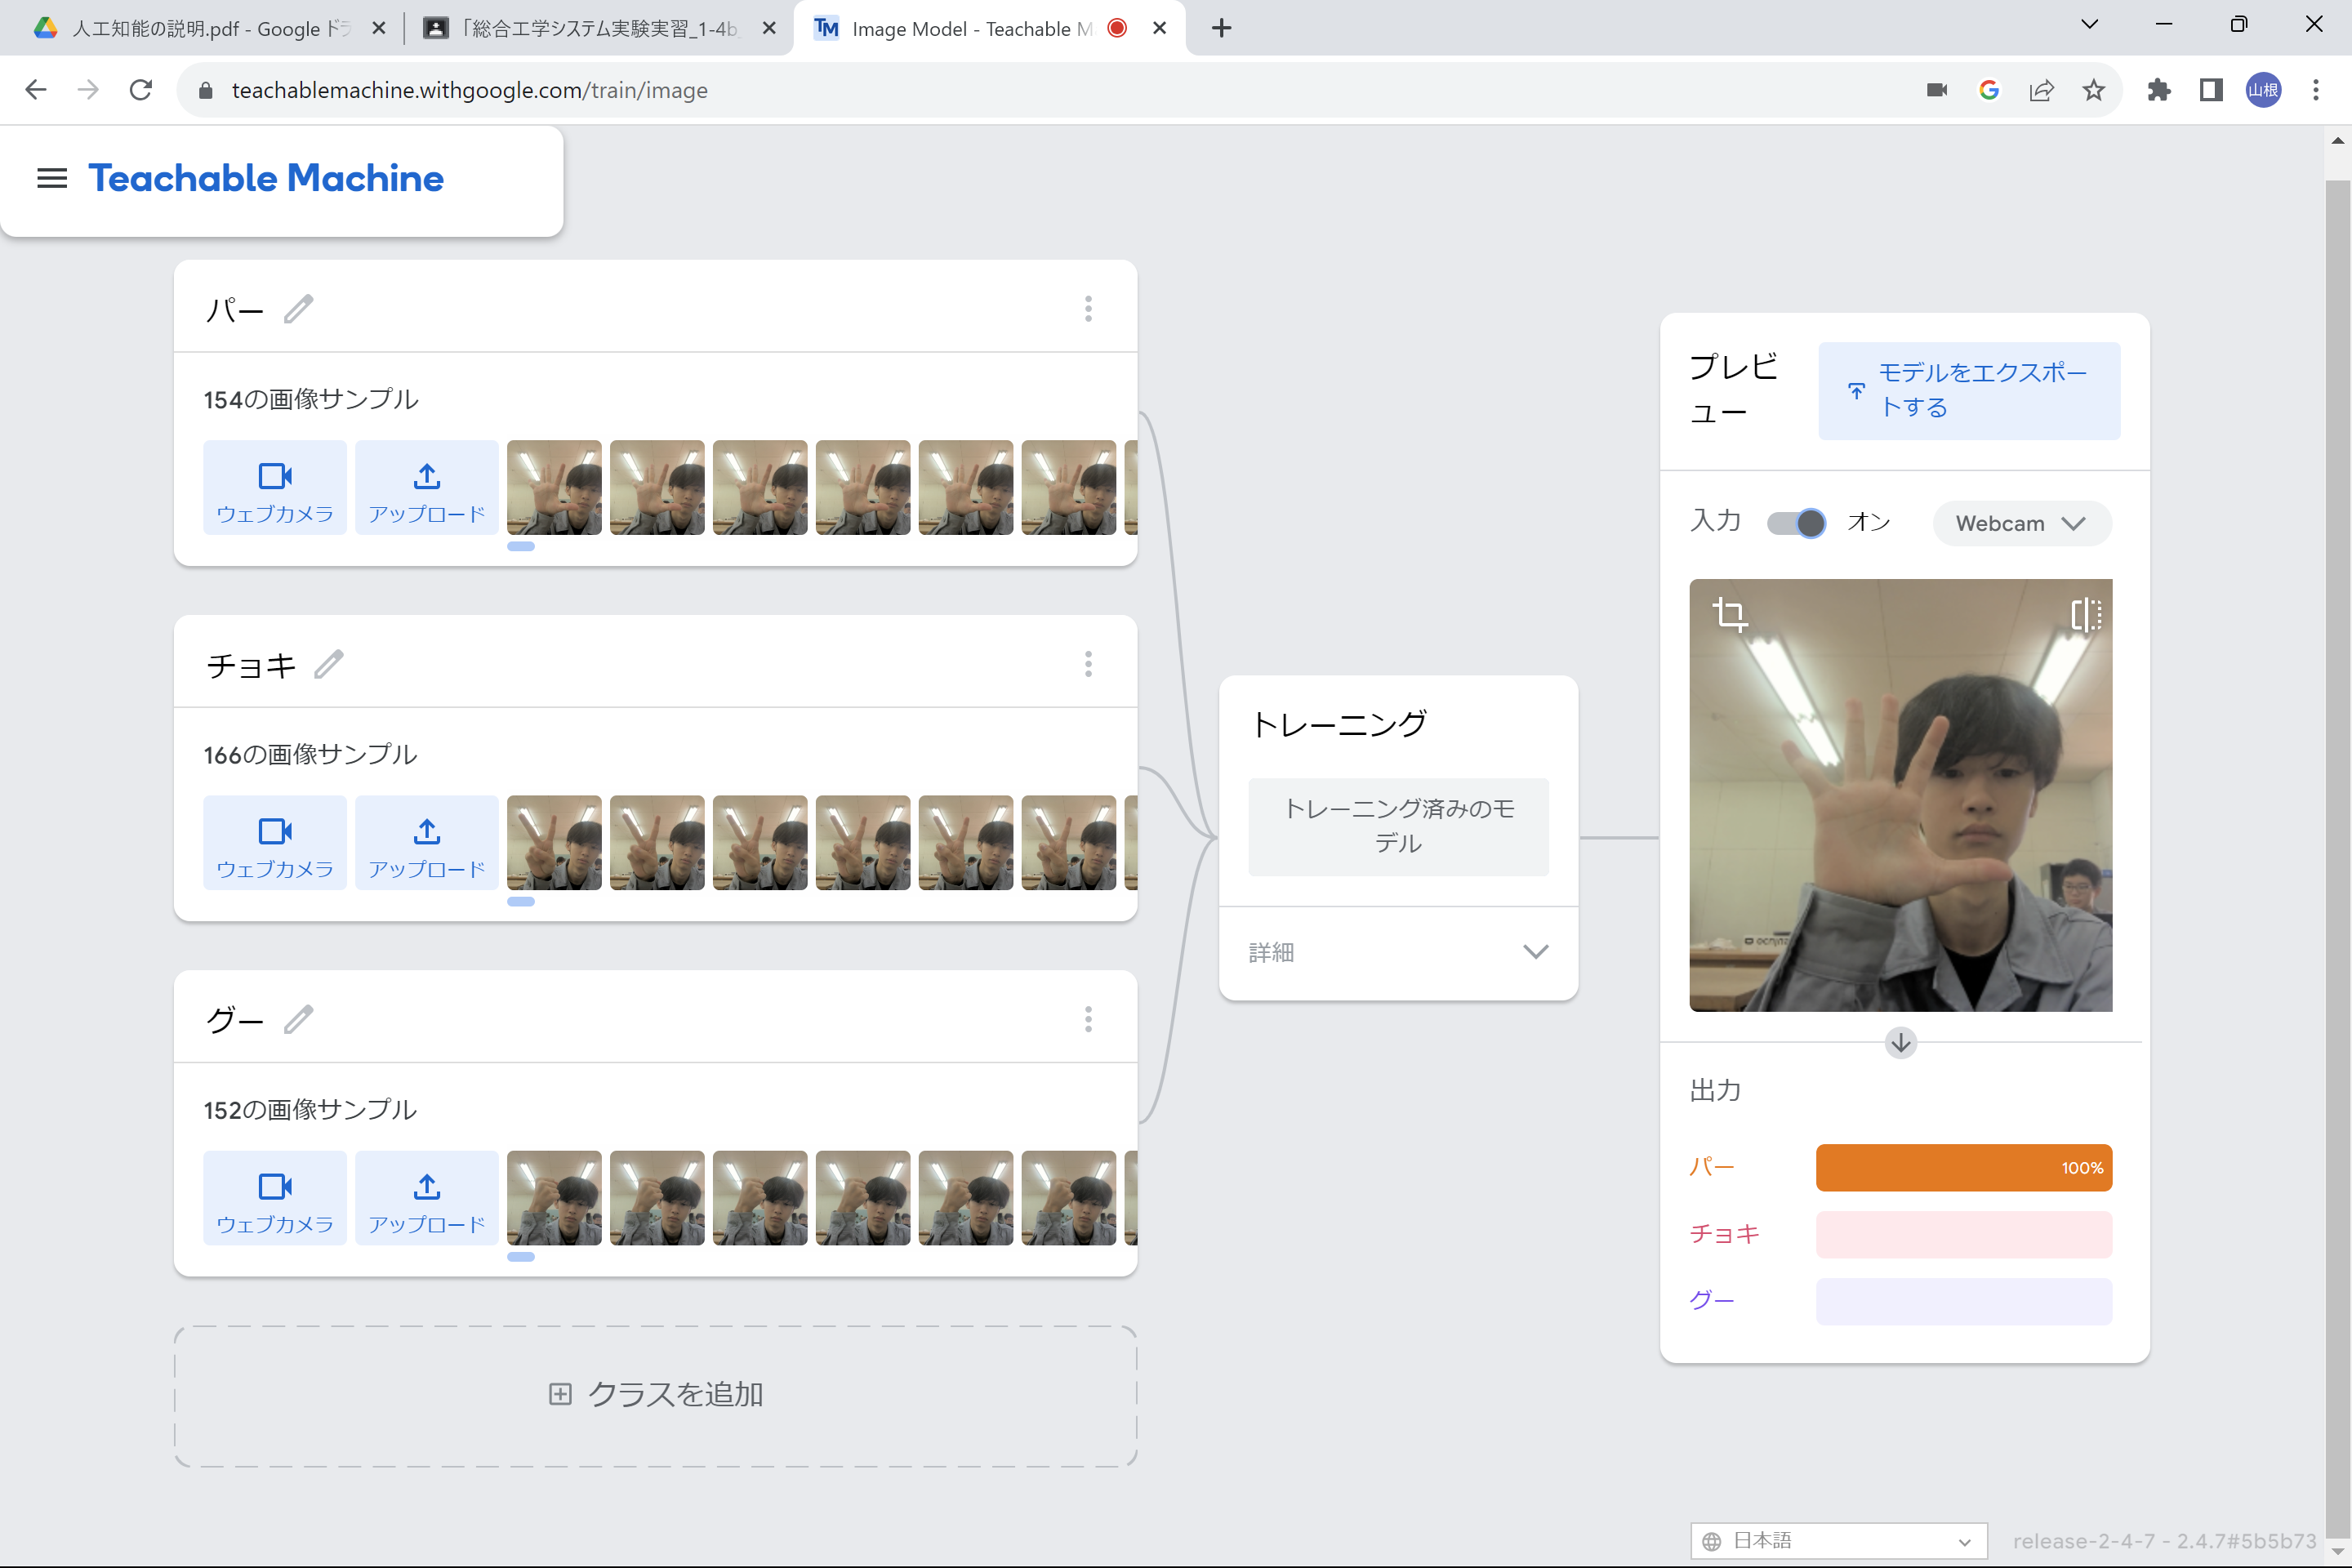 人工知能の説明.pdf - Google ドラ
「総合工学システム実験実習_1-4b
Image Model - Teachable M
teachablemachine.withgoogle.com/train/image
山根
Teachable Machine
パー
154の画像サンプル
ウェブカメラ
アップロード
チョキ
166の画像サンプル
ウェブカメラ
アップロード
グー
152の画像サンプル
ウェブカメラ
アップロード
クラスを追加
トレーニング
トレーニング済みのモ
デル
詳細
プレビ
ュー
モデルをエクスポー
トする
入力
オン
Webcam
出力
パー
100%
チョキ
グー
日本語
release-2-4-7 - 2.4.7#5b5b73